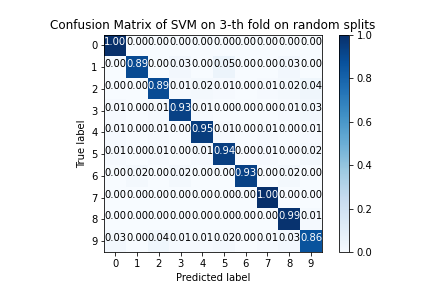 Confusion Matrix of SVM on 3-th fold on random splits
0 1.00 0.00 0.00 0.00 0.00 0.00 0.00 0.00 0.00 0.00
1 0.00 0.89 0.00 0.03 0.00 0.05 0.00 0.00 0.03 0.00
2 0.00 0.00 0.89 0.01 0.02 0.01 0.00 0.01 0.02 0.04
3 0.01 0.00 0.01 0.93 0.01 0.00 0.00 0.01 0.01 0.03
4 0.01 0.01 0.00 0.01 0.95 0.01 0.00 0.01 0.00 0.01
5 0.01 0.01 0.00 0.01 0.01 0.94 0.01 0.00 0.00 0.02
6 0.00 0.02 0.00 0.02 0.00 0.00 0.93 0.00 0.02 0.00
7 0.00 0.00 0.00 0.00 0.00 0.00 0.00 1.00 0.00 0.00
8 0.00 0.00 0.00 0.00 0.00 0.00 0.00 0.00 0.99 0.01
9 0.03 0.00 0.04 0.01 0.01 0.02 0.00 0.01 0.03 0.86
0 1 2 3 4 5 6 7 8 9
True label
Predicted label
1.0
0.8
0.6
0.4
0.2
0.0